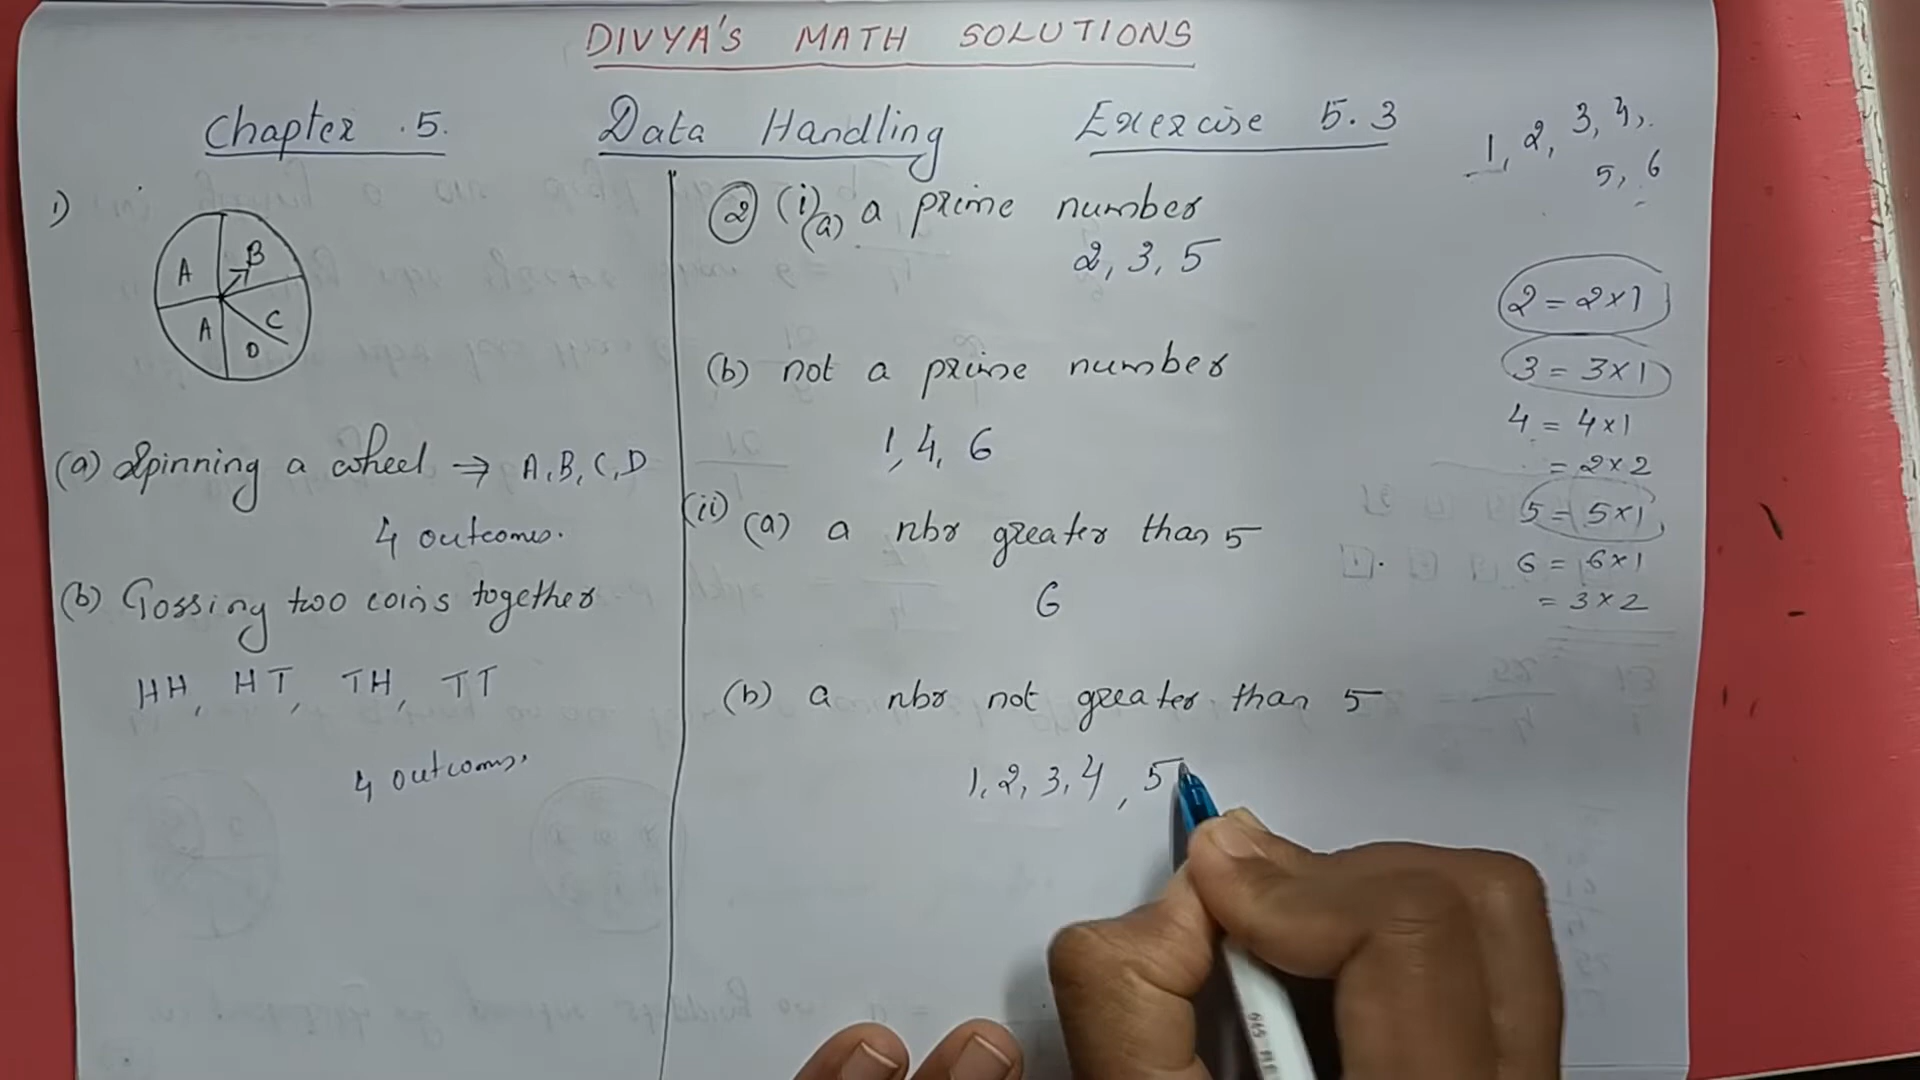 DIVYA'S MATH SOLUTIONS
Chapter .5. Data Handling Exercise 5.3
1, 2, 3, 4,
5, 6
1)
A B
A C
D
(a) Spinning a wheel → A, B, C, D
4 outcomes.
(b) Tossing two coins together
HH, HT, TH, TT
4 outcoms.
② (i) (a) a prime number
2, 3, 5
(b) not a prime number
1, 4, 6
(ii) (a) a nbr greater than 5
6
(b) a nbr not greater than 5
1, 2, 3, 4, 5
2 = 2×1
3 = 3×1
4 = 4×1
= 2×2
5 = 5×1,
6 = 6×1
= 3×2